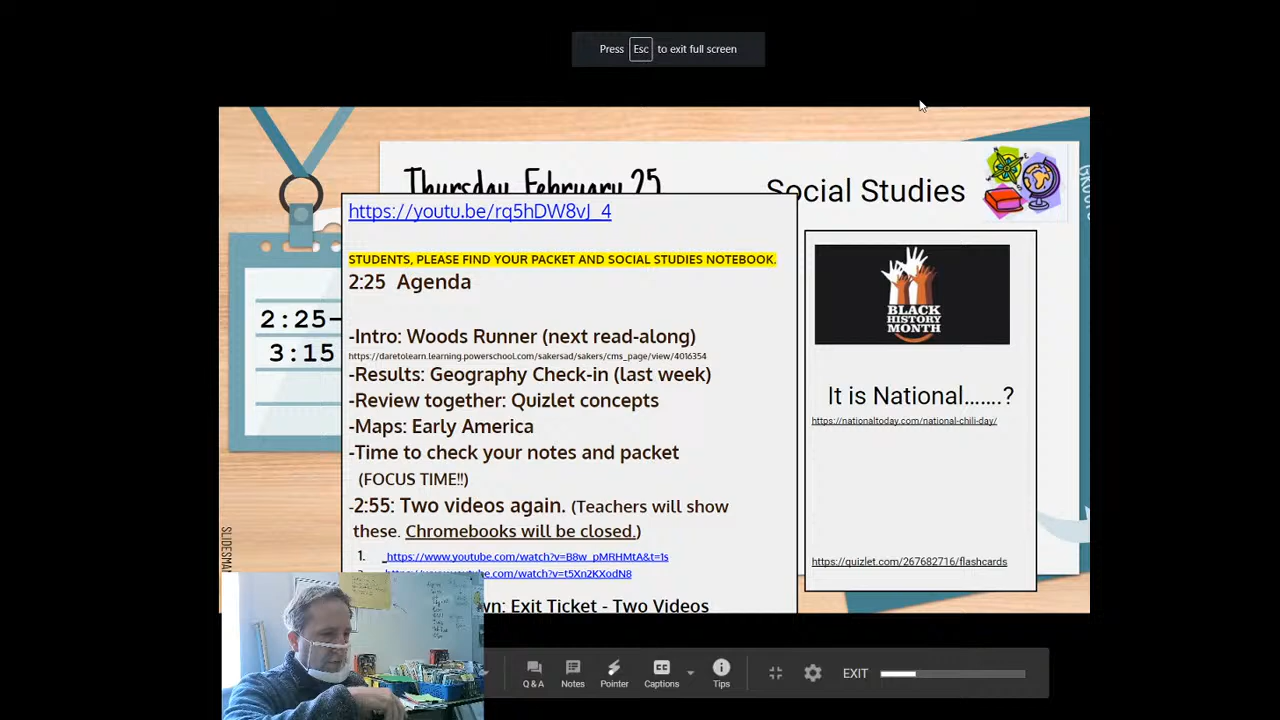 Press Esc to exit full screen
Thursday February 25
Social Studies
https://youtu.be/rq5hDW8vJ_4
STUDENTS, PLEASE FIND YOUR PACKET AND SOCIAL STUDIES NOTEBOOK.
2:25 Agenda
2:25-
3:15
-Intro: Woods Runner (next read-along)
https://daretolearn.learning.powerschool.com/sakersad/sakers/cms_page/view/4016354
-Results: Geography Check-in (last week)
-Review together: Quizlet concepts
-Maps: Early America
-Time to check your notes and packet
(FOCUS TIME!!)
-2:55: Two videos again. (Teachers will show
these. Chromebooks will be closed.)
1. _https://www.youtube.com/watch?v=B8w_pMRHMtA&t=1s
youtube.com/watch?v=t5Xn2KXodN8
wn: Exit Ticket - Two Videos
BLACK
HISTORY
MONTH
It is National.......?
https://nationaltoday.com/national-chili-day/
https://quizlet.com/267682716/flashcards
SLIDESMAN
Q & A
Notes
Pointer
CC
Captions
Tips
EXIT